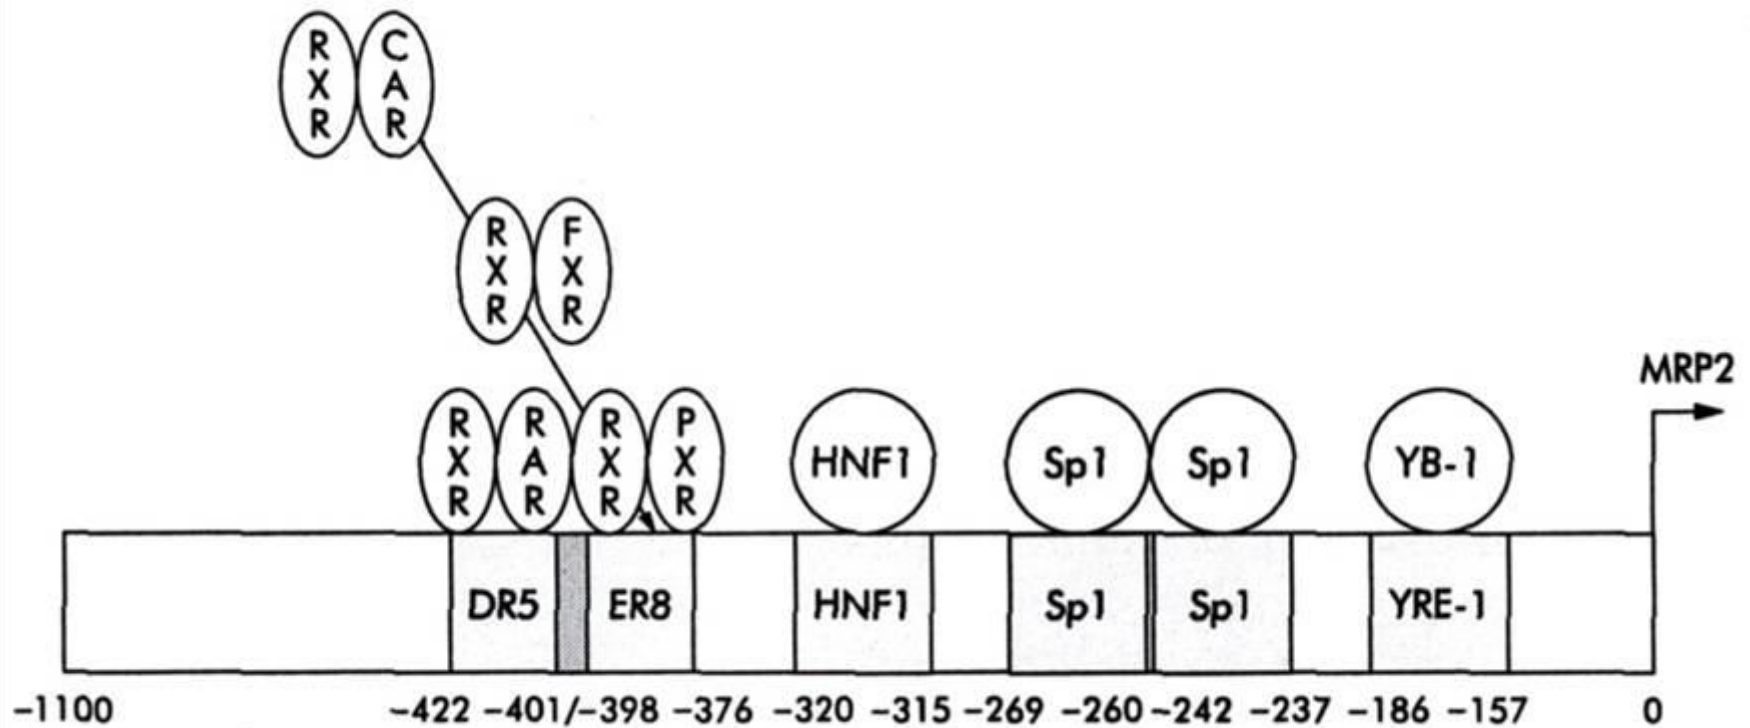 RXR CAR
RXR FXR
MRP2
RXR RAR RXR PXR HNF1 Sp1 Sp1 YB-1
DR5 ER8 HNF1 Sp1 Sp1 YRE-1
-1100 -422 -401/-398 -376 -320 -315 -269 -260 -242 -237 -186 -157 0